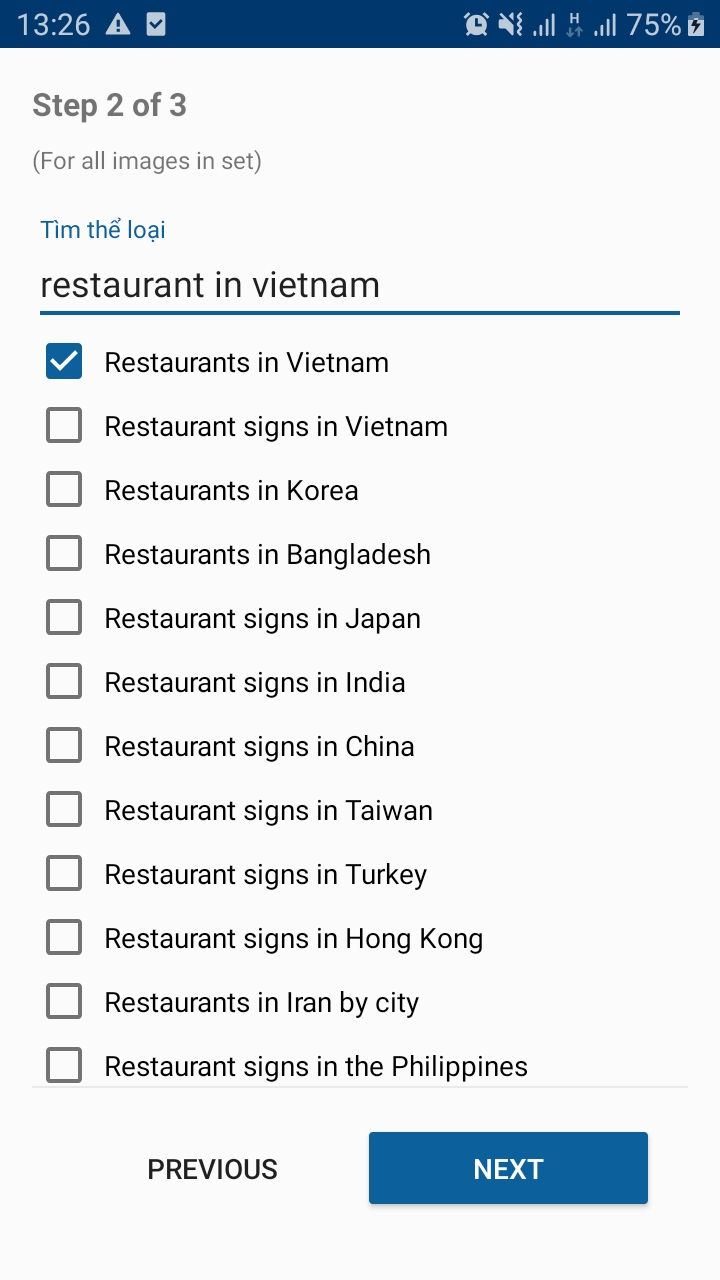 13:26 H 75%
Step 2 of 3
(For all images in set)
Tìm thể loại
restaurant in vietnam
Restaurants in Vietnam
Restaurant signs in Vietnam
Restaurants in Korea
Restaurants in Bangladesh
Restaurant signs in Japan
Restaurant signs in India
Restaurant signs in China
Restaurant signs in Taiwan
Restaurant signs in Turkey
Restaurant signs in Hong Kong
Restaurants in Iran by city
Restaurant signs in the Philippines
PREVIOUS NEXT